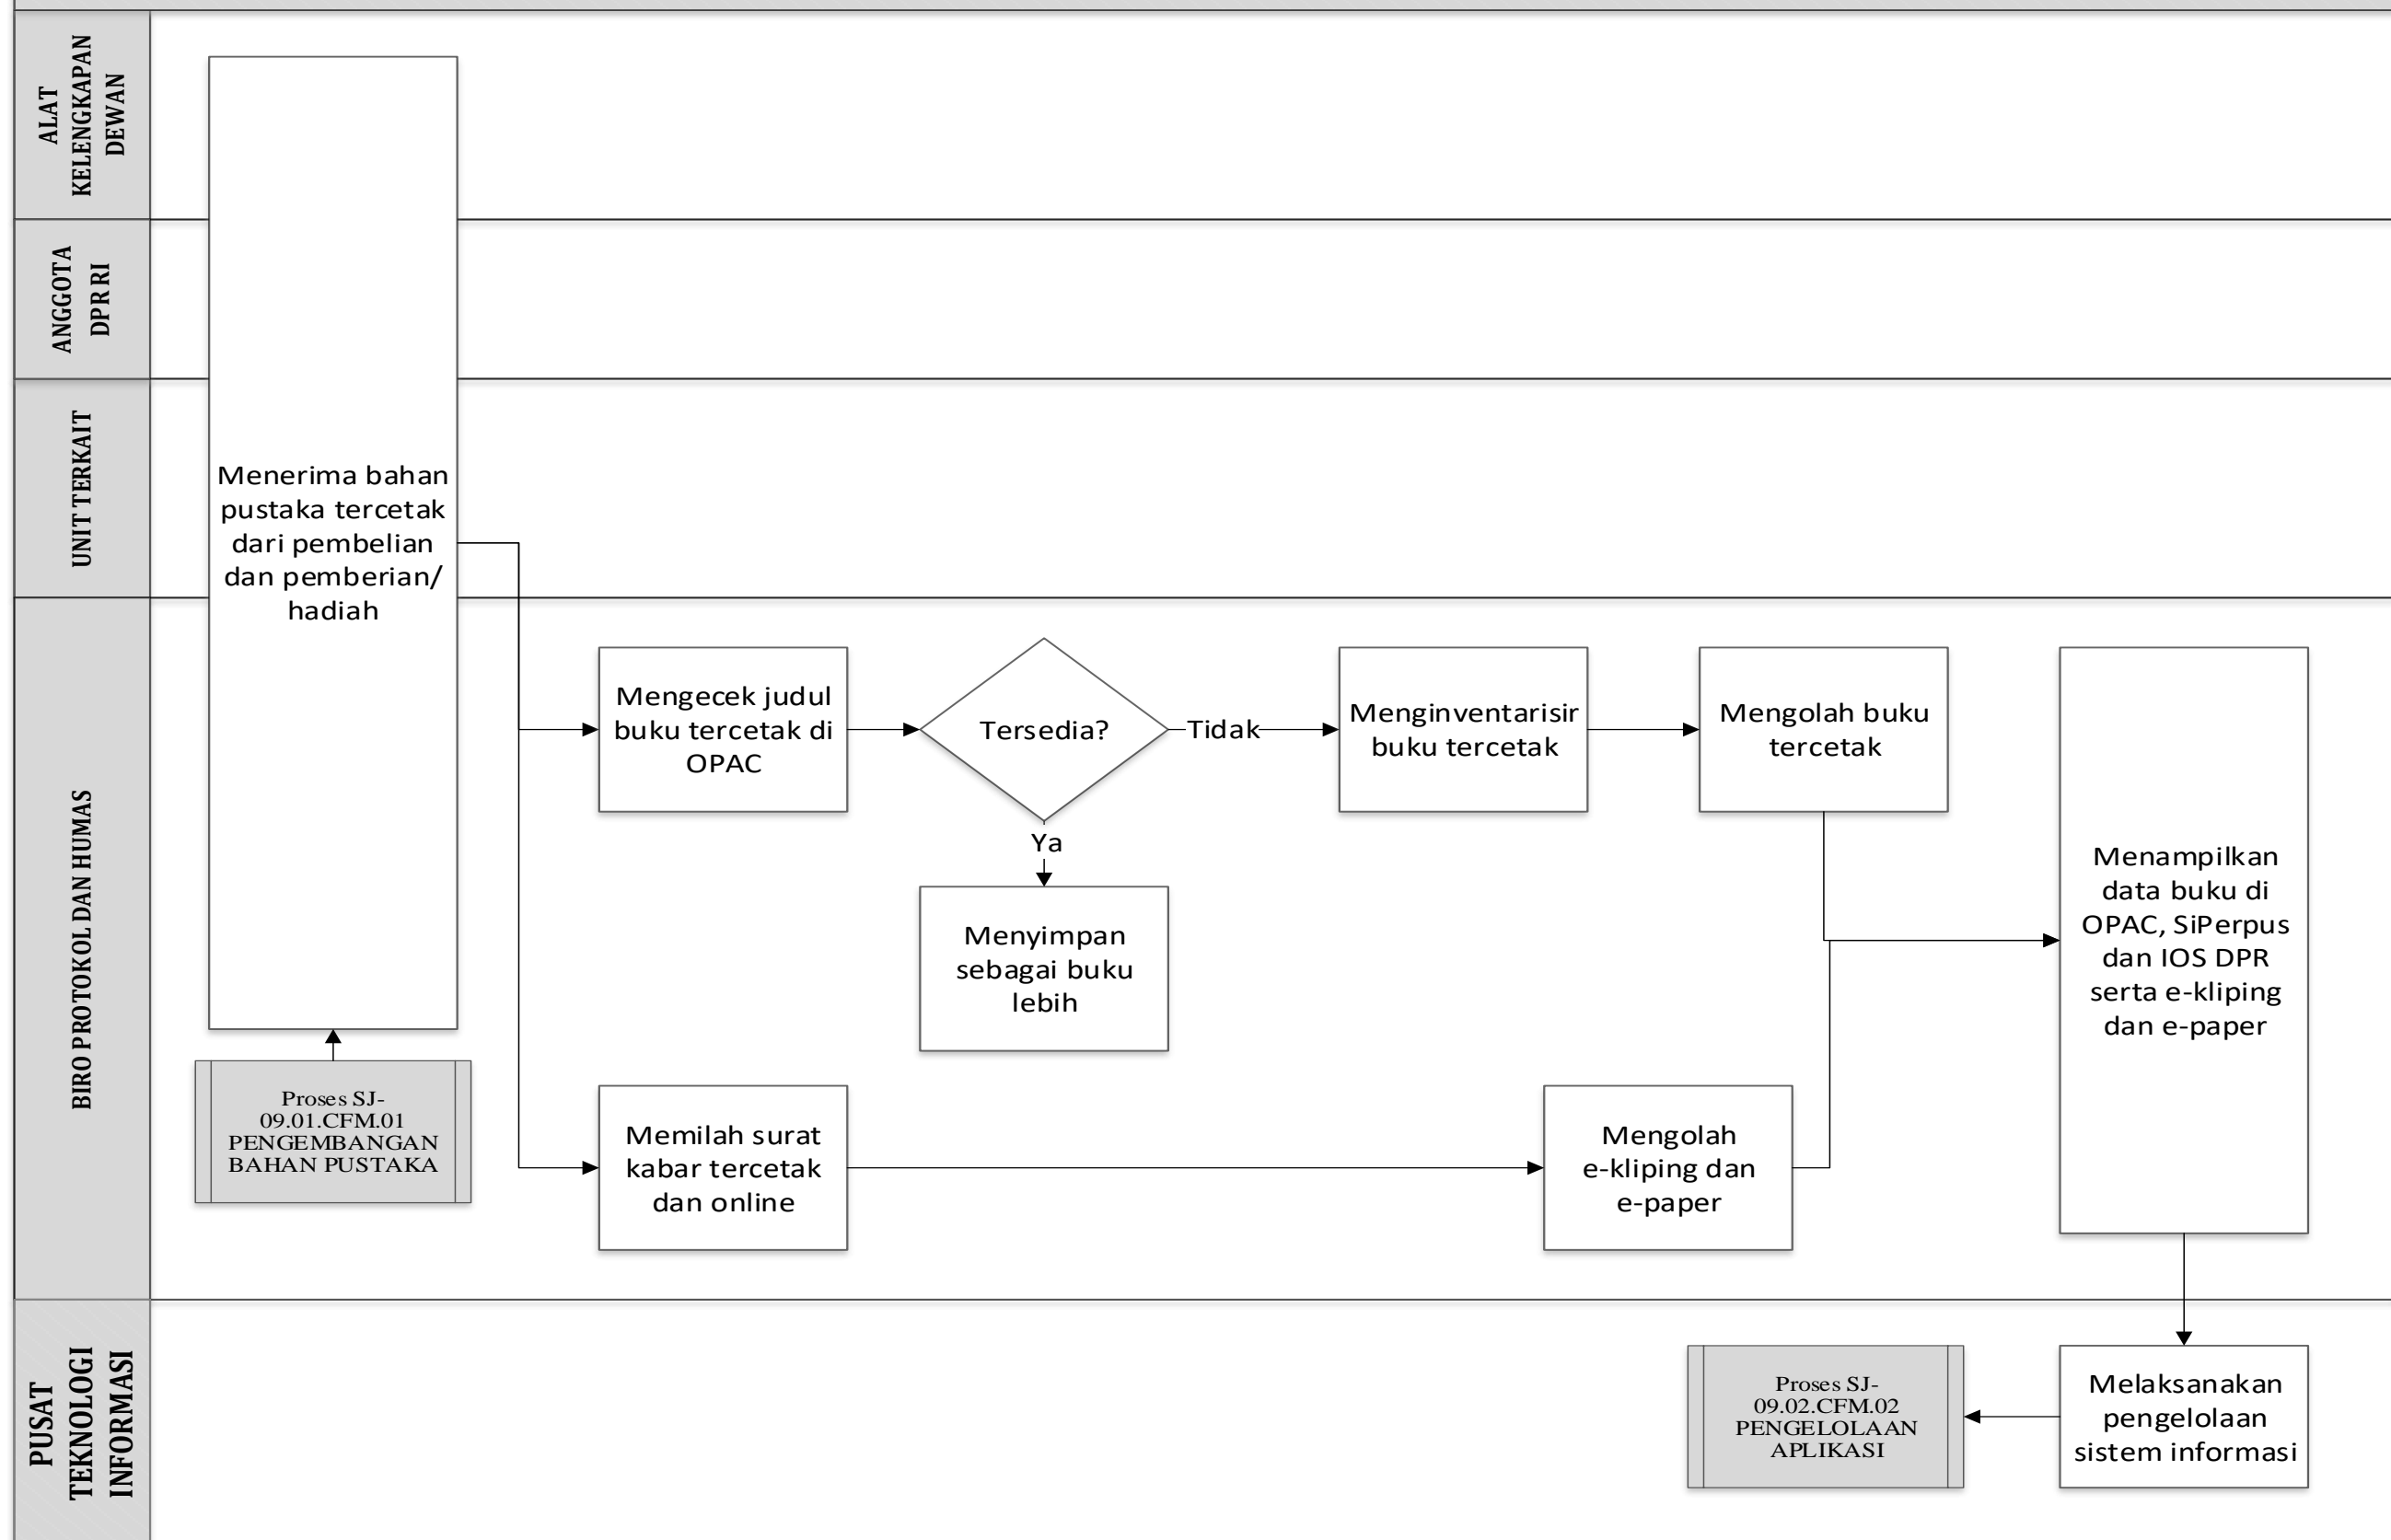 ALAT
KELENGKAPAN
DEWAN
ANGGOTA
DPR RI
UNIT TERKAIT
Menerima bahan
pustaka tercetak
dari pembelian
dan pemberian/
hadiah
BIRO PROTOKOL DAN HUMAS
Mengecek judul
buku tercetak di
OPAC
Tersedia?
Tidak
Menginventarisir
buku tercetak
Mengolah buku
tercetak
Ya
Menyimpan
sebagai buku
lebih
Menampilkan
data buku di
OPAC, SiPerpus
dan IOS DPR
serta e-kliping
dan e-paper
Proses SJ-
09.01.CFM.01
PENGEMBANGAN
BAHAN PUSTAKA
Memilah surat
kabar tercetak
dan online
Mengolah
e-kliping dan
e-paper
PUSAT
TEKNOLOGI
INFORMASI
Proses SJ-
09.02.CFM.02
PENGELOLAAN
APLIKASI
Melaksanakan
pengelolaan
sistem informasi